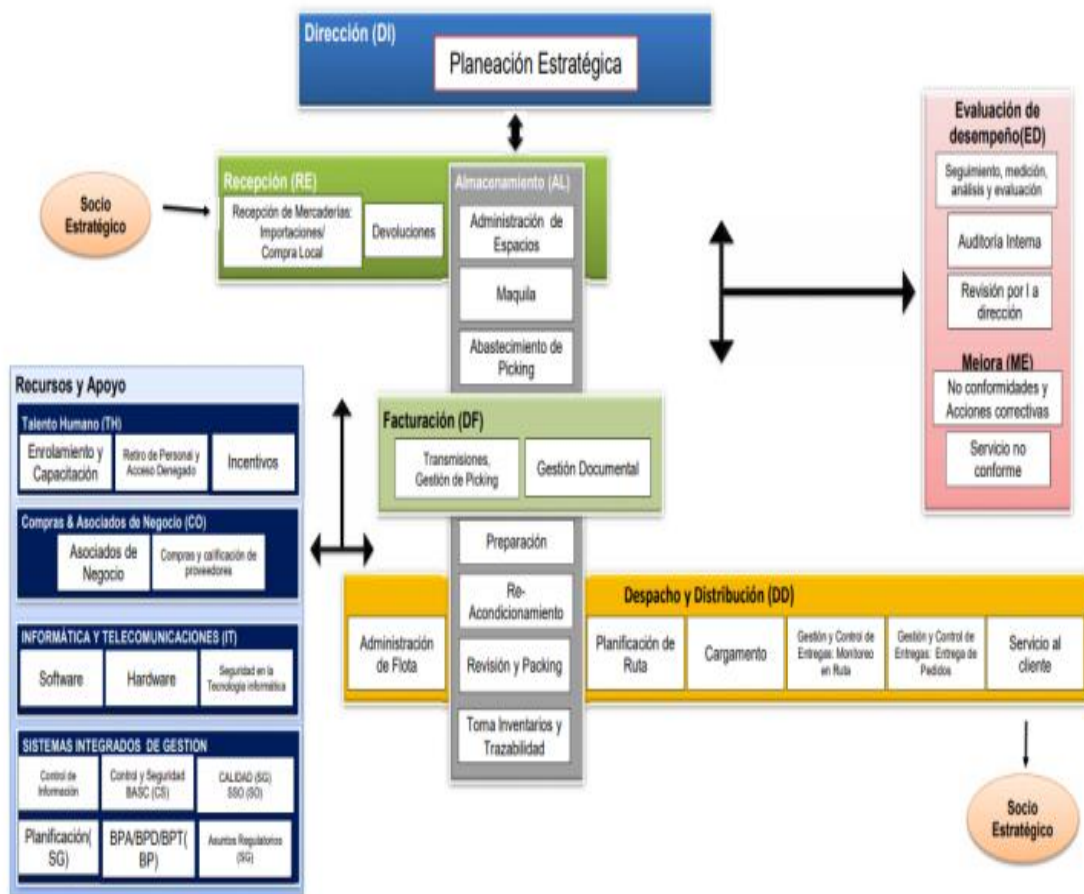 Dirección (DI)
Planeación Estratégica
Socio
Estratégico
Recepción (RE)
Recepción de Mercaderías:
Importaciones/
Compra Local
Devoluciones
Almacenamiento (AL)
Administración de
Espacios
Maquila
Abastecimiento de
Picking
Evaluación de
desempeño(ED)
Seguimiento, medición,
análisis y evaluación
Auditoría Interna
Revisión por l a
dirección
Mejora (ME)
No conformidades y
Acciones correctivas
Servicio no
conforme
Facturación (DF)
Transmisiones,
Gestión de Picking
Gestión Documental
Preparación
Re-
Acondicionamiento
Revisión y Packing
Toma Inventarios y
Trazabilidad
Recursos y Apoyo
Talento Humano (TH)
Enrolamiento y
Capacitación
Retiro de Personal y
Acceso Denegado
Incentivos
Compras & Asociados de Negocio (CO)
Asociados de
Negocio
Compras y calificación de
proveedores
INFORMÁTICA Y TELECOMUNICACIONES (IT)
Software
Hardware
Seguridad en la
Tecnología informática
SISTEMAS INTEGRADOS DE GESTION
Control de
Información
Control y Seguridad
BASC (CS)
CALIDAD (SG)
SSO (SO)
Planificación(
SG)
BPA/BPD/BPT(
BP)
Asuntos Regulatorios
(SG)
Despacho y Distribución (DD)
Administración
de Flota
Planificación de
Ruta
Cargamento
Gestión y Control de
Entregas: Monitoreo
en Ruta
Gestión y Control de
Entregas: Entrega de
Pedidos
Servicio al
cliente
Socio
Estratégico